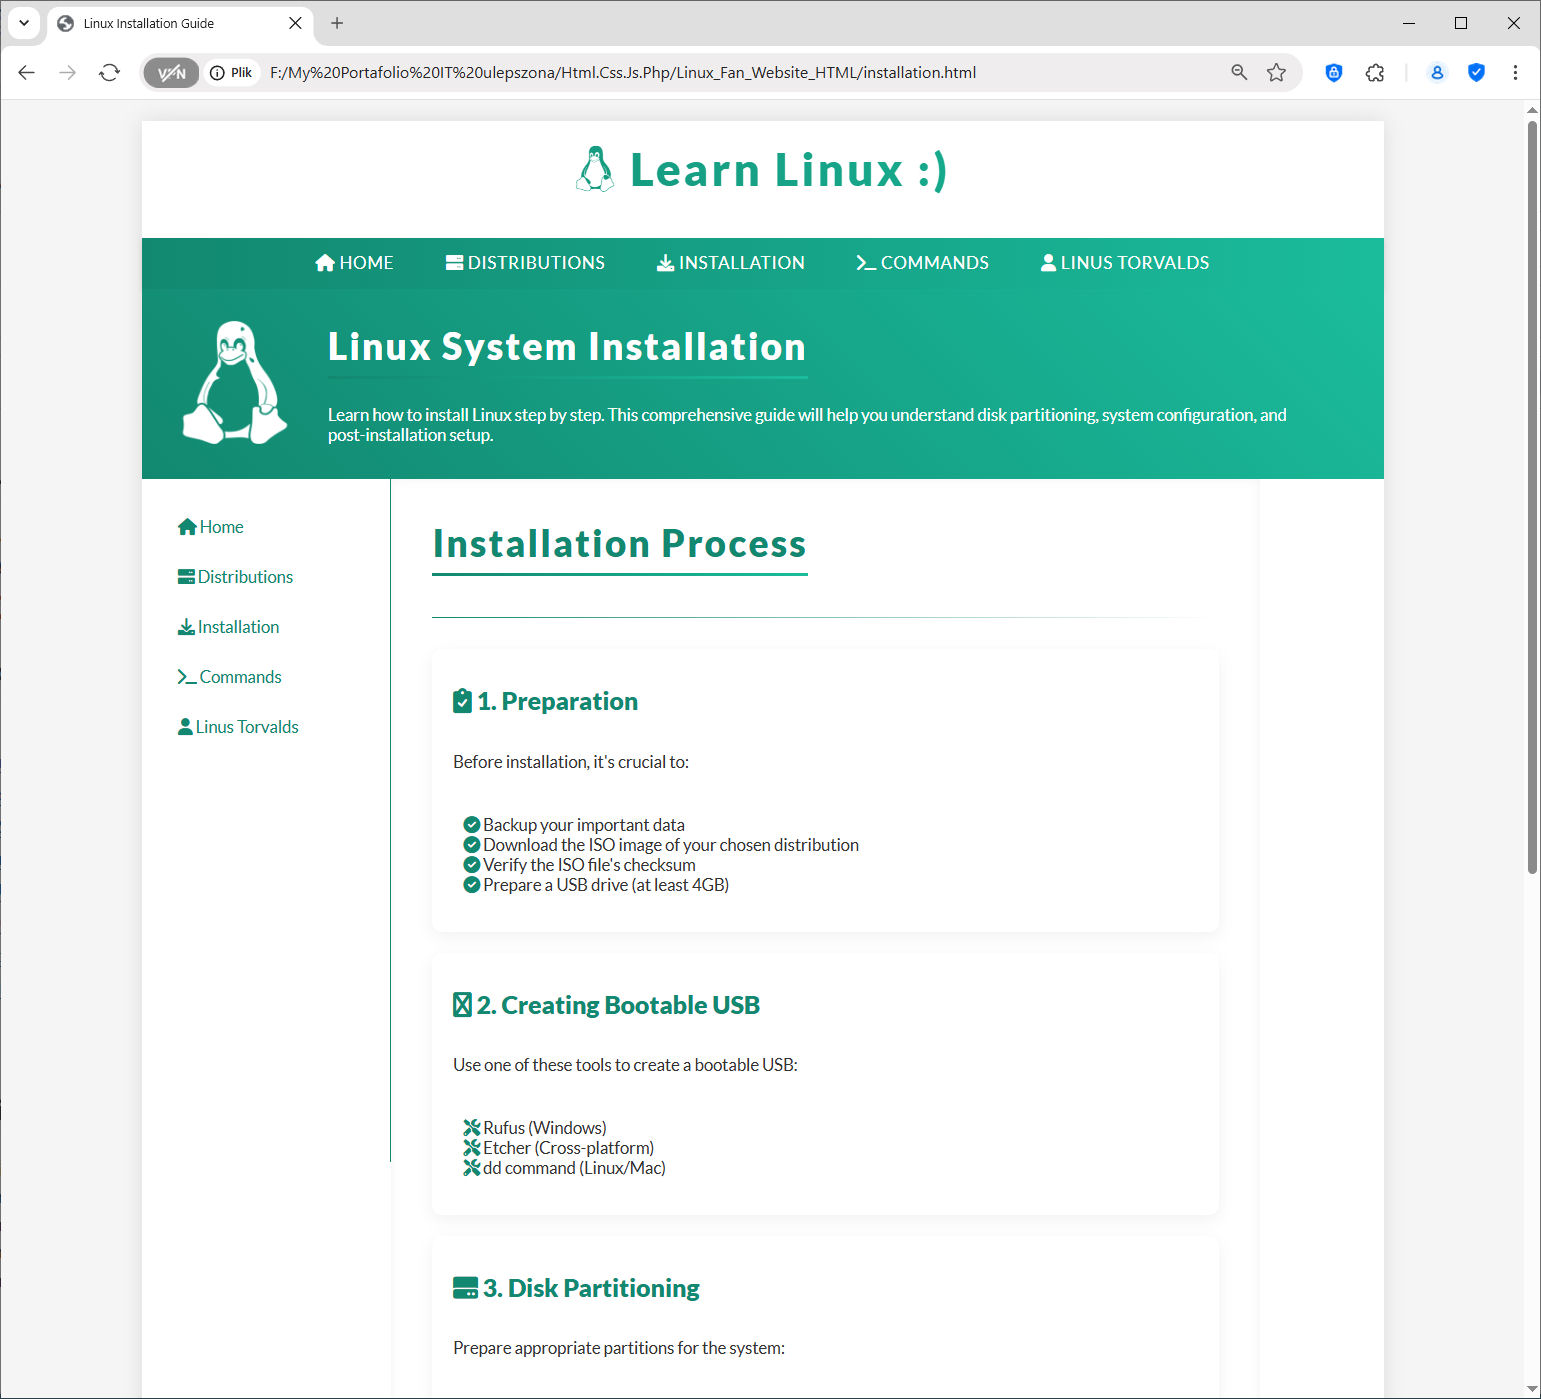 Linux Installation Guide
VPN
Plik
F:/My%20Portafolio%20IT%20ulepszona/Html.Css.Js.Php/Linux_Fan_Website_HTML/installation.html
Learn Linux :)
HOME DISTRIBUTIONS INSTALLATION COMMANDS LINUS TORVALDS
Linux System Installation
Learn how to install Linux step by step. This comprehensive guide will help you understand disk partitioning, system configuration, and
post-installation setup.
Home
Distributions
Installation
Commands
Linus Torvalds
Installation Process
1. Preparation
Before installation, it's crucial to:
Backup your important data
Download the ISO image of your chosen distribution
Verify the ISO file's checksum
Prepare a USB drive (at least 4GB)
2. Creating Bootable USB
Use one of these tools to create a bootable USB:
Rufus (Windows)
Etcher (Cross-platform)
dd command (Linux/Mac)
3. Disk Partitioning
Prepare appropriate partitions for the system: